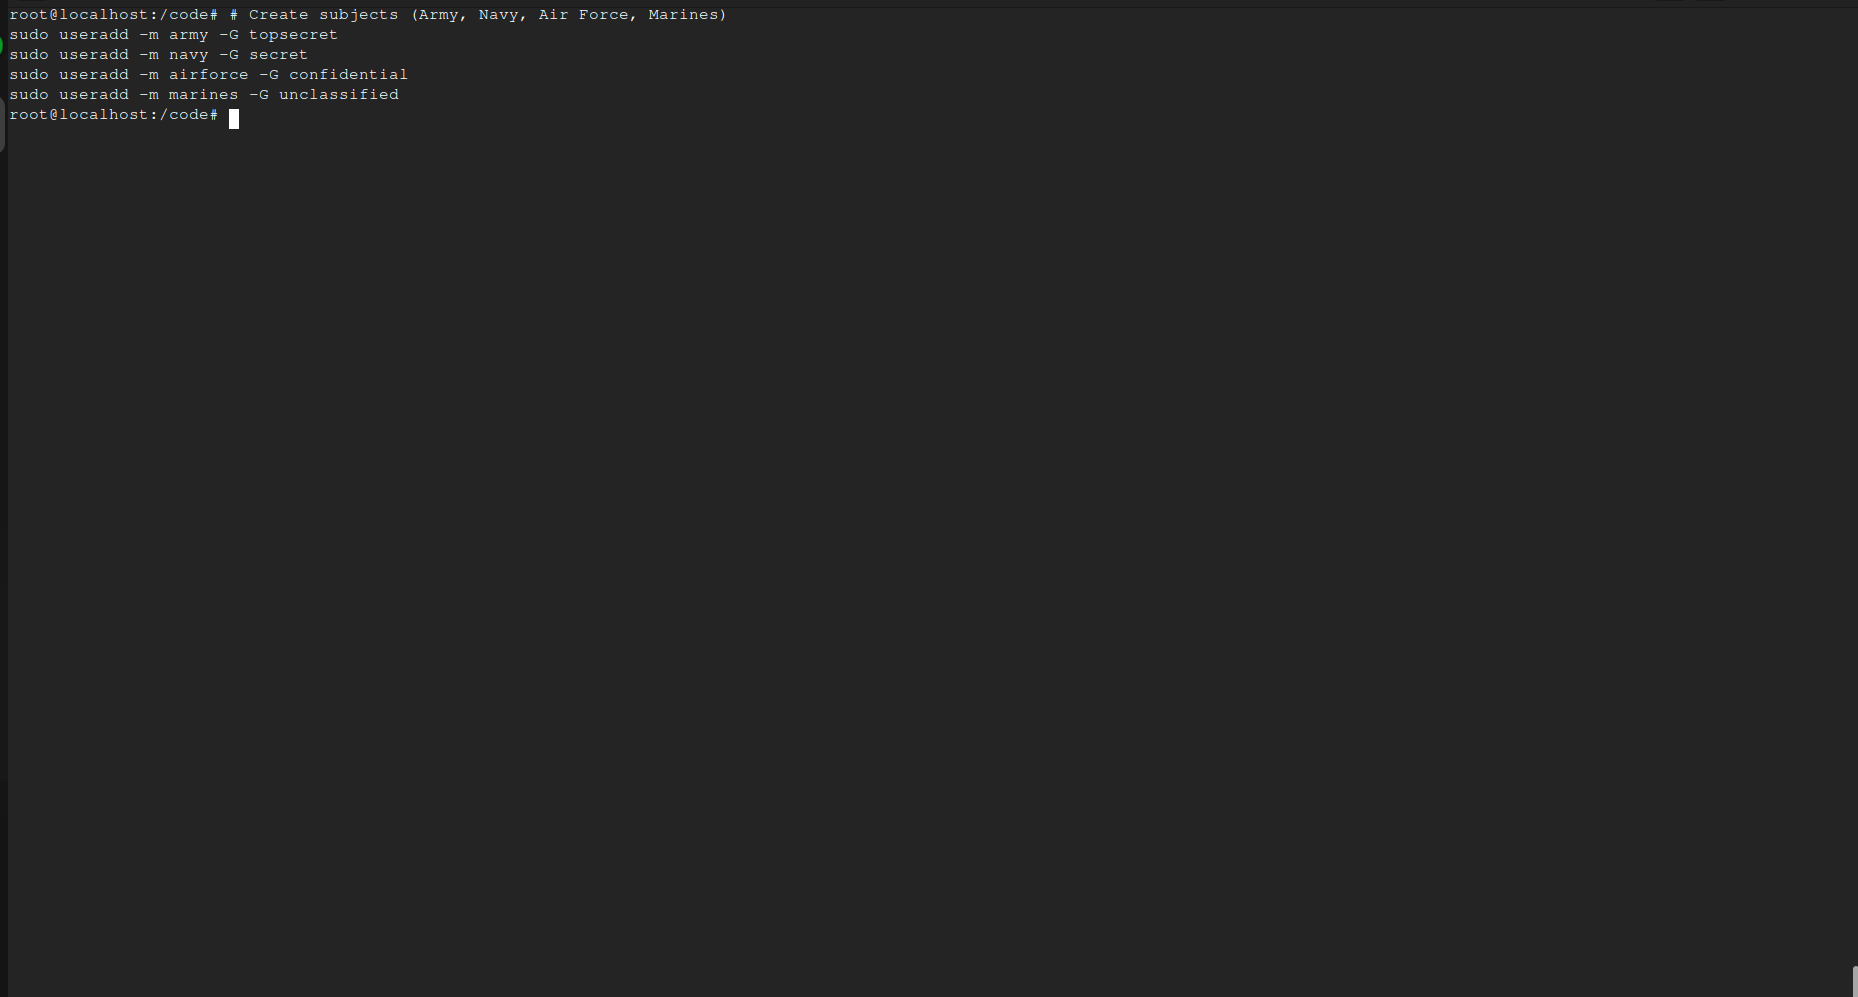 root@localhost:/code# # Create subjects (Army, Navy, Air Force, Marines)
sudo useradd -m army -G topsecret
sudo useradd -m navy -G secret
sudo useradd -m airforce -G confidential
sudo useradd -m marines -G unclassified
root@localhost:/code#